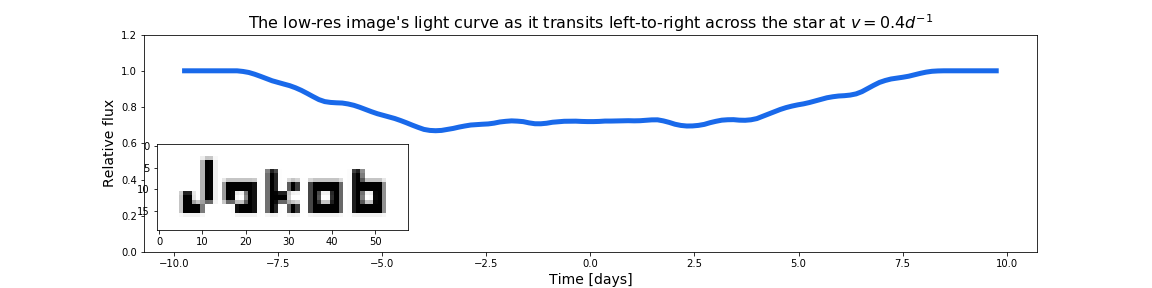 The low-res image's light curve as it transits left-to-right across the star at v = 0.4d⁻¹
1.2
1.0
0.8
0.6
0.4
0.2
0.0
Relative flux
0
5
10
15
Jakob
0 10 20 30 40 50
−10.0 −7.5 −5.0 −2.5 0.0 2.5 5.0 7.5 10.0
Time [days]